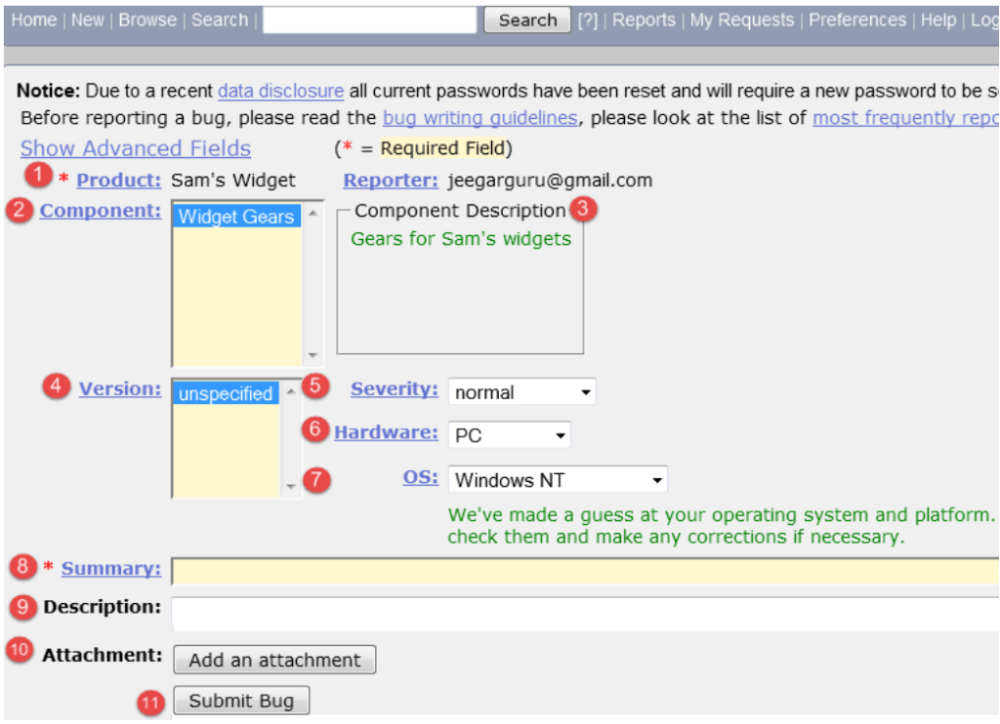 Home | New | Browse | Search | Search [?] | Reports | My Requests | Preferences | Help | Log
Notice: Due to a recent data disclosure all current passwords have been reset and will require a new password to be s
Before reporting a bug, please read the bug writing guidelines, please look at the list of most frequently repo
Show Advanced Fields (* = Required Field)
1 * Product: Sam's Widget Reporter: jeegarguru@gmail.com
2 Component: Widget Gears Component Description 3
Gears for Sam's widgets
4 Version: unspecified 5 Severity: normal
6 Hardware: PC
7 OS: Windows NT
We've made a guess at your operating system and platform.
check them and make any corrections if necessary.
8 * Summary:
9 Description:
10 Attachment: Add an attachment
11 Submit Bug